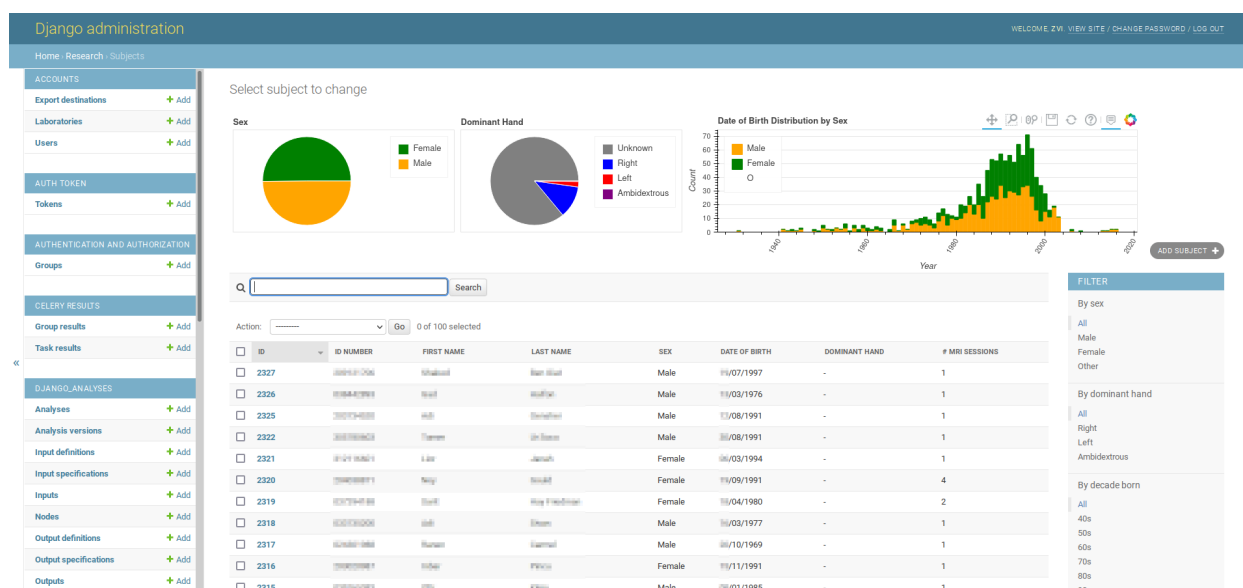 Django administration
WELCOME, ZVI. VIEW SITE / CHANGE PASSWORD / LOG OUT
Home › Research › Subjects
ACCOUNTS
Export destinations + Add
Laboratories + Add
Users + Add
AUTH TOKEN
Tokens + Add
AUTHENTICATION AND AUTHORIZATION
Groups + Add
CELERY RESULTS
Group results + Add
Task results + Add
«
DJANGO_ANALYSES
Analyses + Add
Analysis versions + Add
Input definitions + Add
Input specifications + Add
Inputs + Add
Nodes + Add
Output definitions + Add
Output specifications + Add
Outputs + Add
Select subject to change
Sex
Female
Male
Dominant Hand
Unknown
Right
Left
Ambidextrous
Date of Birth Distribution by Sex
Male
Female
O
Count
70
60
50
40
30
20
10
0
1940 1960 1980 2000 2020
Year
ADD SUBJECT +
Search
Action: --------- Go 0 of 100 selected
ID ID NUMBER FIRST NAME LAST NAME SEX DATE OF BIRTH DOMINANT HAND # MRI SESSIONS
2327 Male /07/1997 - 1
2326 Male /03/1976 - 1
2325 Male /08/1991 - 1
2322 Male /08/1991 - 1
2321 Female /03/1994 - 1
2320 Female /09/1991 - 4
2319 Female /04/1980 - 2
2318 Male /03/1977 - 1
2317 Male /10/1969 - 1
2316 Female /11/1991 - 1
2315 Male /01/1985 - 1
FILTER
By sex
All
Male
Female
Other
By dominant hand
All
Right
Left
Ambidextrous
By decade born
All
40s
50s
60s
70s
80s